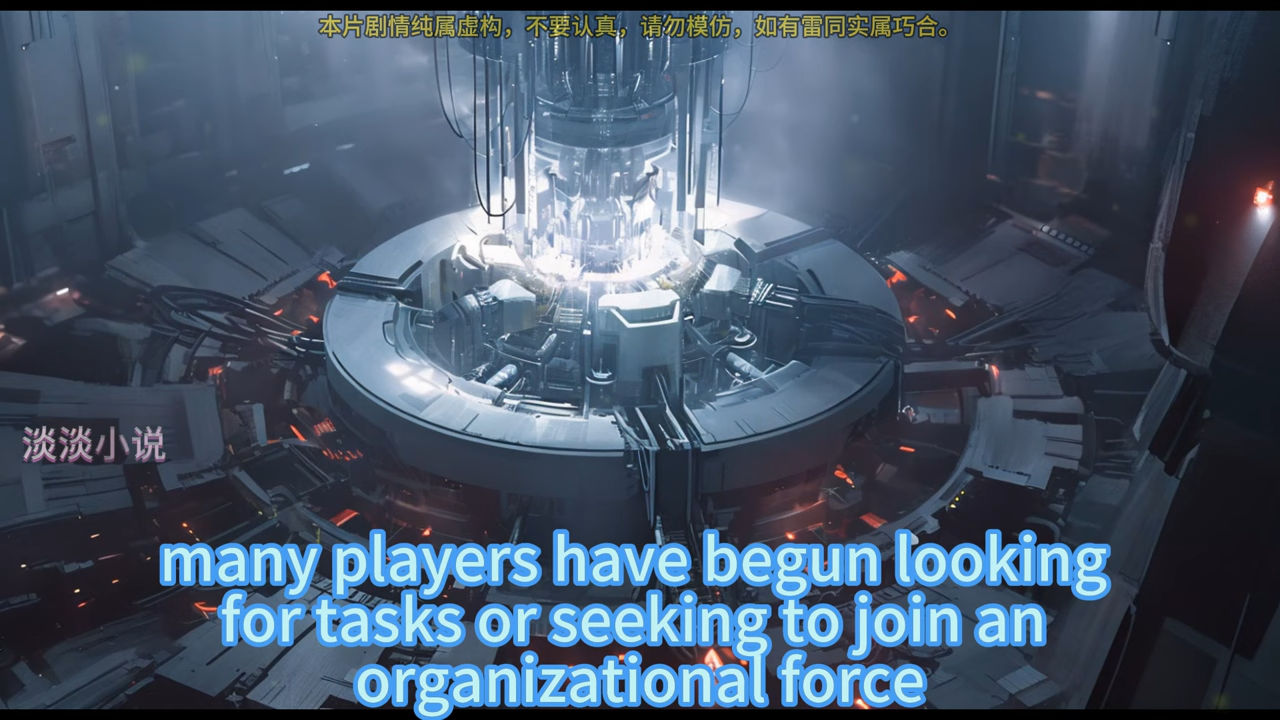 本片剧情纯属虚构，不要认真，请勿模仿，如有雷同实属巧合。
淡淡小说
many players have begun looking
for tasks or seeking to join an
organizational force